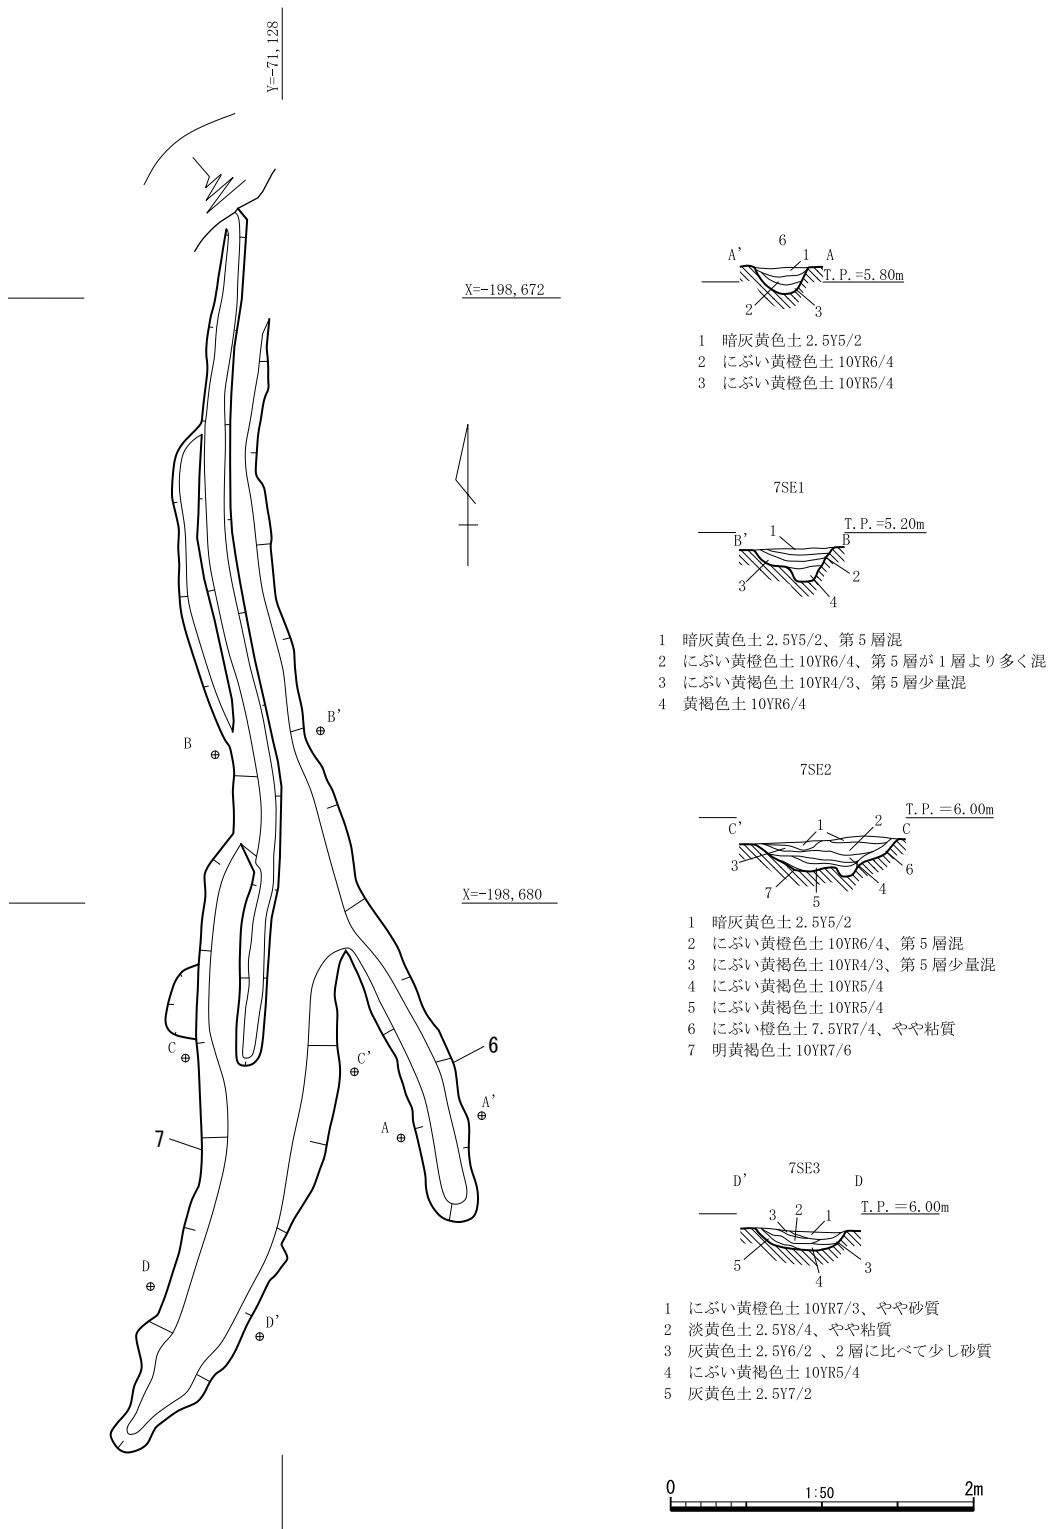 Y=-71,128
X=-198,672
X=-198,680
B
B'
C
C'
6
A
A'
7
D
D'
6
A'
1
A
T.P.=5.80m
2
3
1 暗灰黄色土 2.5Y5/2
2 にぶい黄橙色土 10YR6/4
3 にぶい黄橙色土 10YR5/4
7SE1
T.P.=5.20m
B'
1
B
3
2
4
1 暗灰黄色土 2.5Y5/2、第5層混
2 にぶい黄橙色土 10YR6/4、第5層が1層より多く混
3 にぶい黄褐色土 10YR4/3、第5層少量混
4 黄褐色土 10YR6/4
7SE2
T.P.=6.00m
C'
1
2
C
3
7
5
4
6
1 暗灰黄色土 2.5Y5/2
2 にぶい黄橙色土 10YR6/4、第5層混
3 にぶい黄褐色土 10YR4/3、第5層少量混
4 にぶい黄褐色土 10YR5/4
5 にぶい黄褐色土 10YR5/4
6 にぶい橙色土 7.5YR7/4、やや粘質
7 明黄褐色土 10YR7/6
7SE3
D'
D
T.P.=6.00m
3
2
1
5
4
3
1 にぶい黄橙色土 10YR7/3、やや砂質
2 淡黄色土 2.5Y8/4、やや粘質
3 灰黄色土 2.5Y6/2 、2層に比べて少し砂質
4 にぶい黄褐色土 10YR5/4
5 灰黄色土 2.5Y7/2
0
1:50
2m